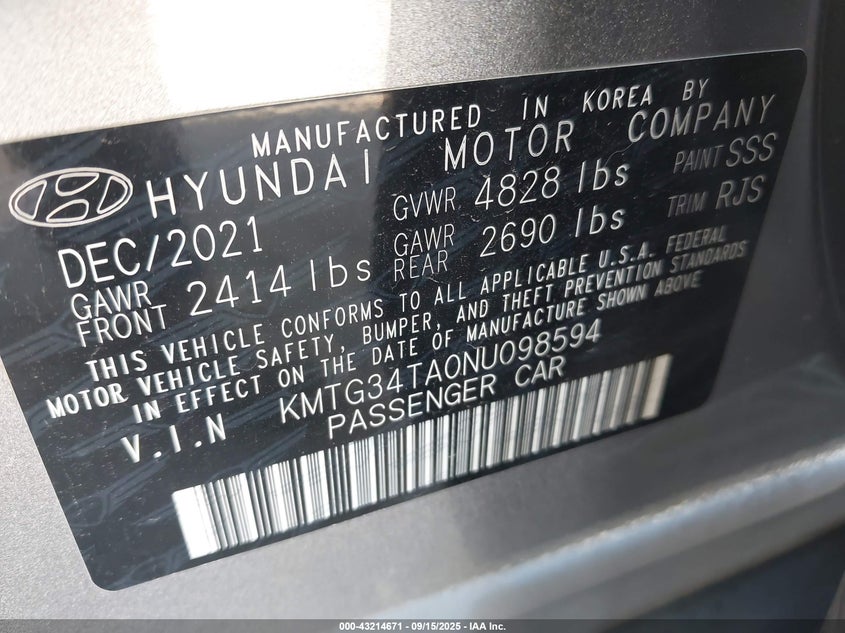 MANUFACTURED IN KOREA BY
HYUNDAI MOTOR COMPANY
DEC/2021 GVWR 4828 lbs PAINT SSS
GAWR FRONT 2414 lbs GAWR REAR 2690 lbs TRIM RJS
THIS VEHICLE CONFORMS TO ALL APPLICABLE U.S.A. FEDERAL
MOTOR VEHICLE SAFETY, BUMPER, AND THEFT PREVENTION STANDARDS
IN EFFECT ON THE DATE OF MANUFACTURE SHOWN ABOVE
V.I.N KMTG34TA0NU098594
PASSENGER CAR
000-43214671 - 09/15/2025 - IAA Inc.